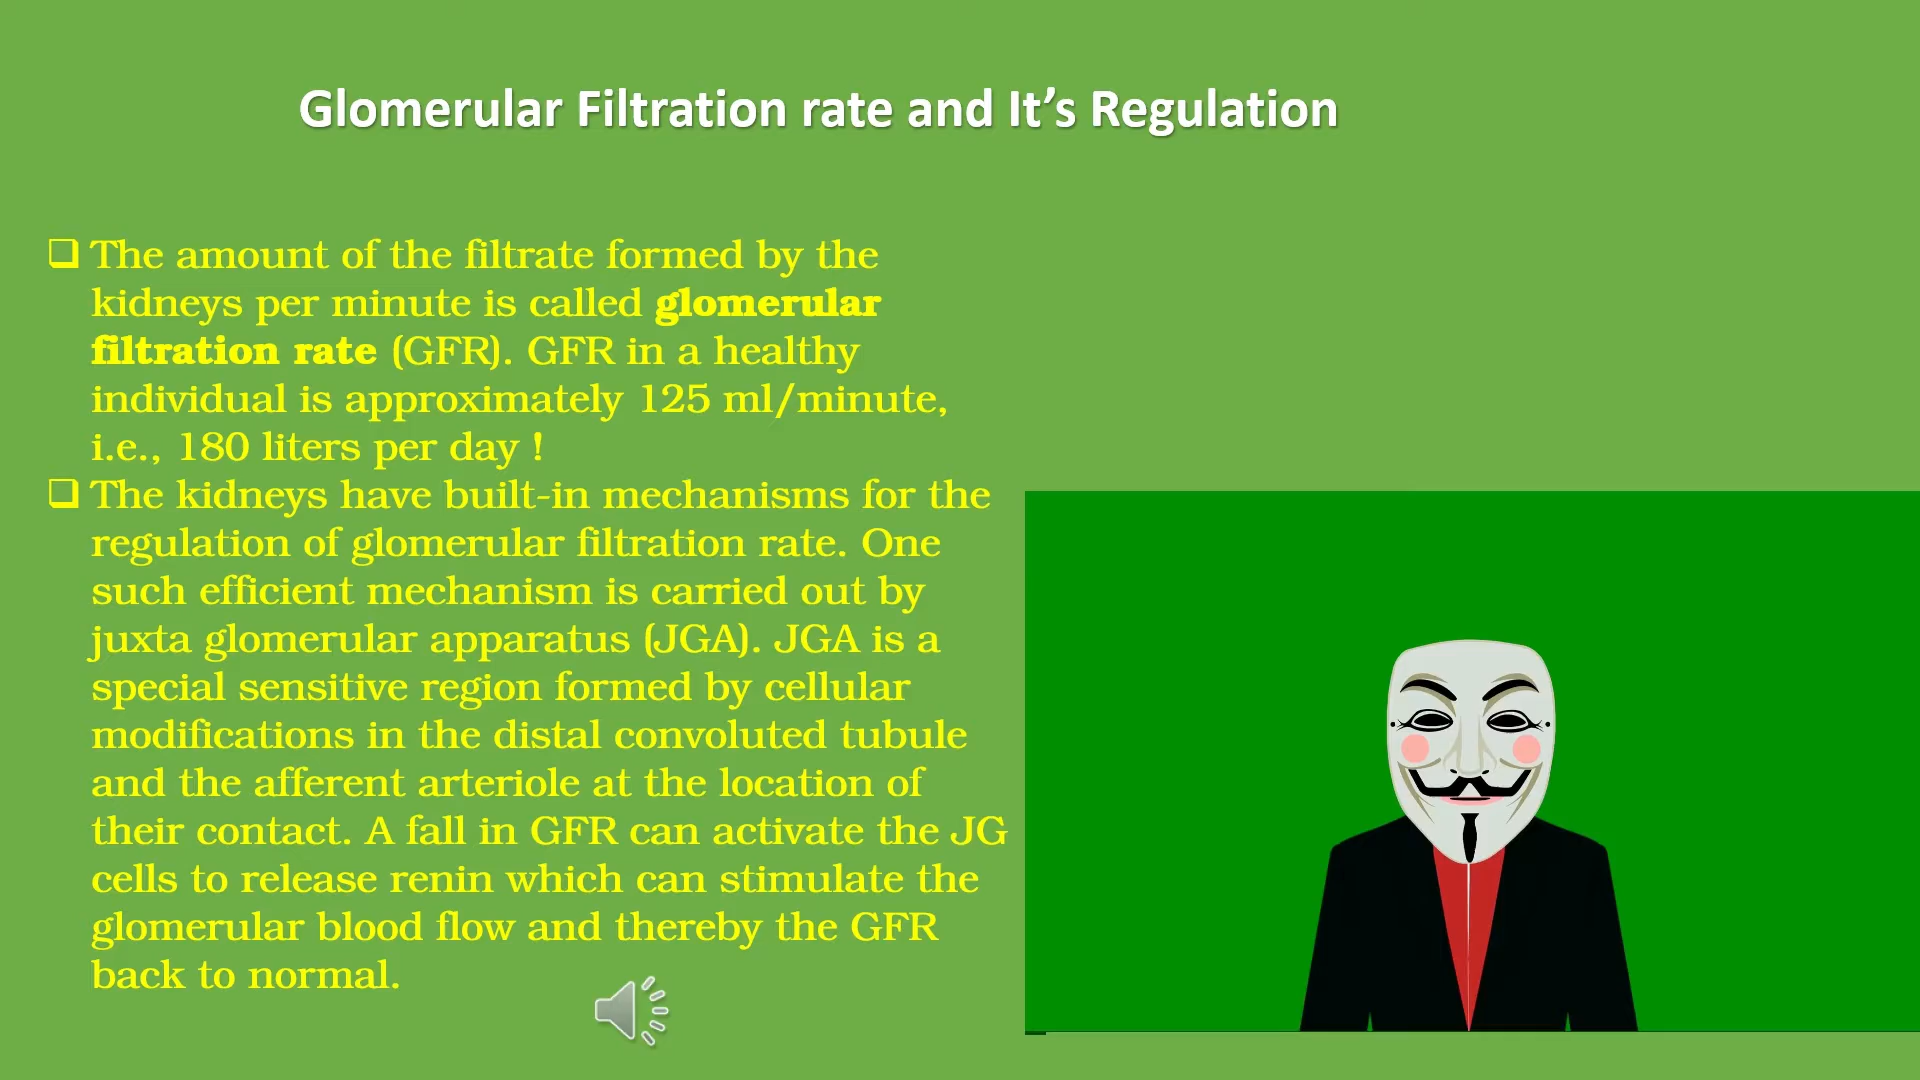 Glomerular Filtration rate and It’s Regulation
The amount of the filtrate formed by the
kidneys per minute is called glomerular
filtration rate (GFR). GFR in a healthy
individual is approximately 125 ml/minute,
i.e., 180 liters per day !
The kidneys have built-in mechanisms for the
regulation of glomerular filtration rate. One
such efficient mechanism is carried out by
juxta glomerular apparatus (JGA). JGA is a
special sensitive region formed by cellular
modifications in the distal convoluted tubule
and the afferent arteriole at the location of
their contact. A fall in GFR can activate the JG
cells to release renin which can stimulate the
glomerular blood flow and thereby the GFR
back to normal.